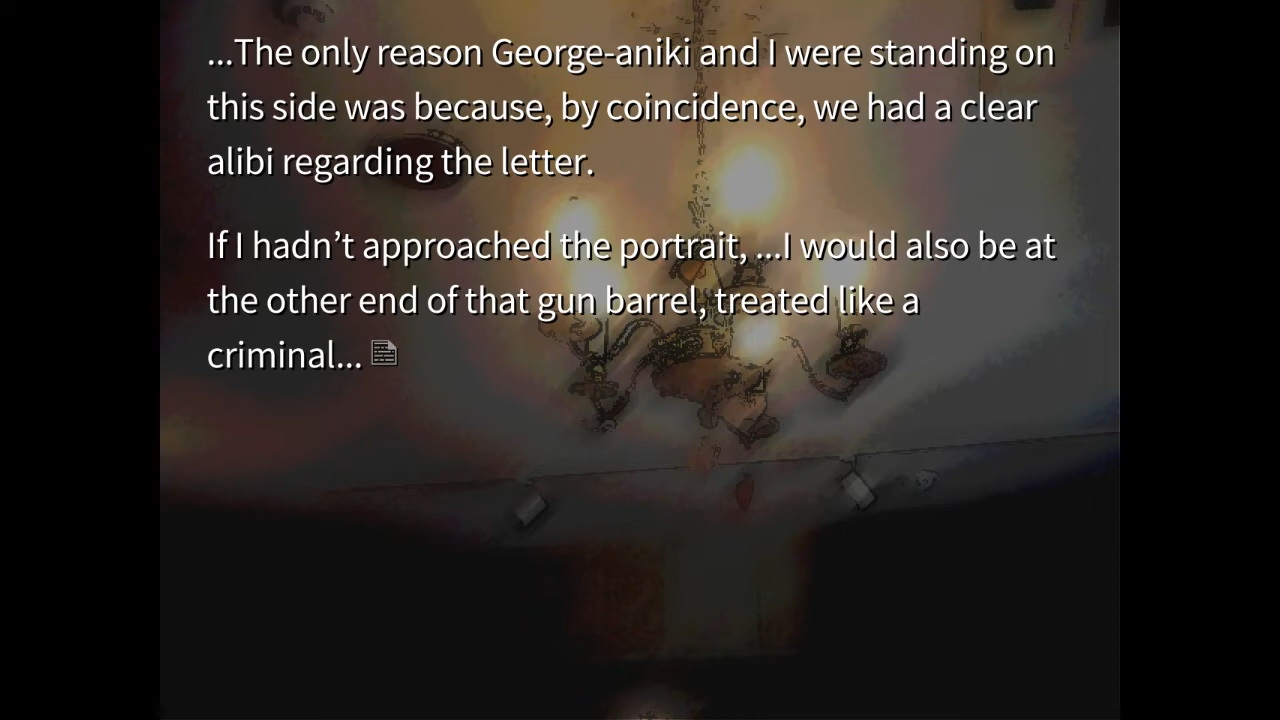 ...The only reason George-aniki and I were standing on
this side was because, by coincidence, we had a clear
alibi regarding the letter.
If I hadn’t approached the portrait, ...I would also be at
the other end of that gun barrel, treated like a
criminal...